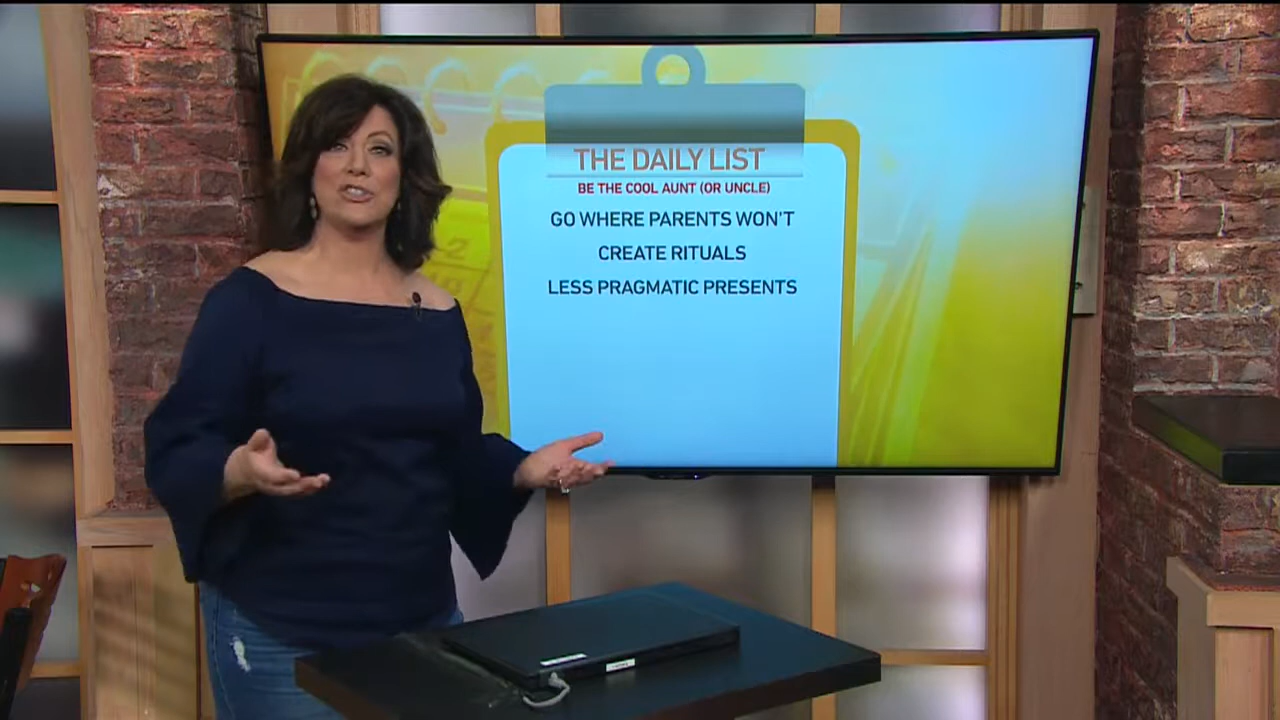 THE DAILY LIST
BE THE COOL AUNT (OR UNCLE)
GO WHERE PARENTS WON'T
CREATE RITUALS
LESS PRAGMATIC PRESENTS